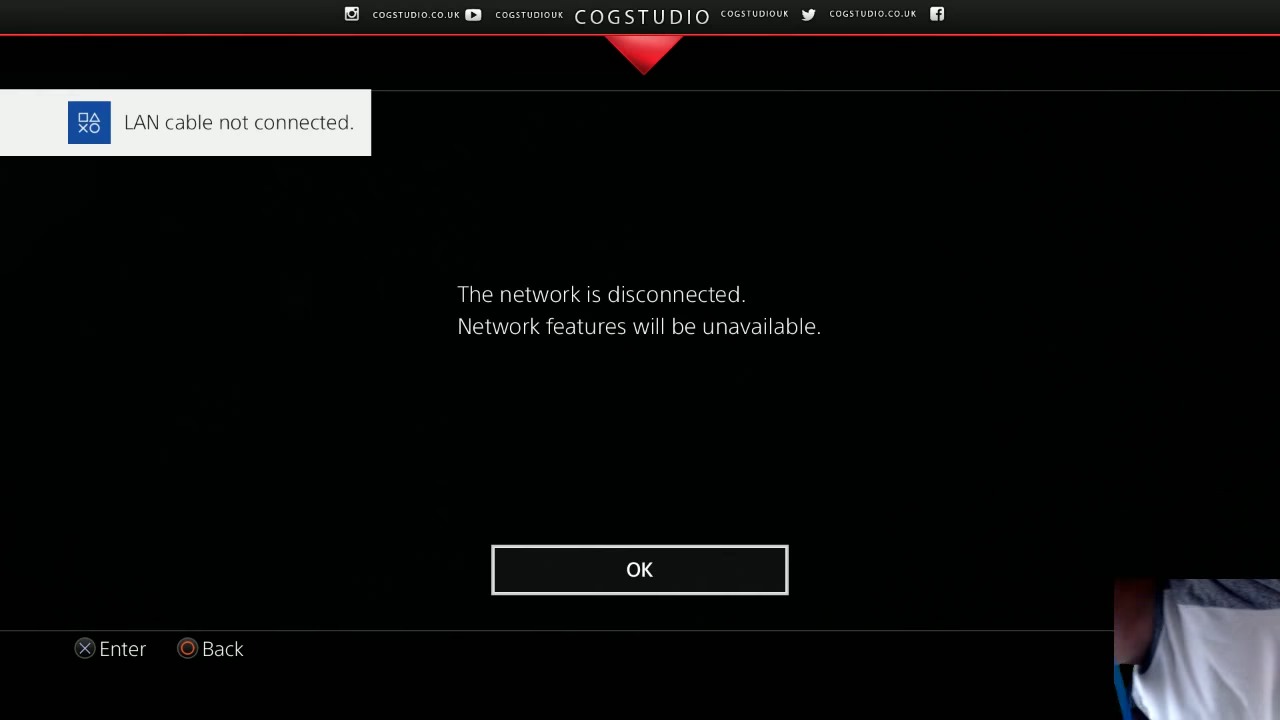 COGSTUDIO.CO.UK COGSTUDIOUK COGSTUDIO COGSTUDIOUK COGSTUDIO.CO.UK
LAN cable not connected.
The network is disconnected.
Network features will be unavailable.
OK
Enter Back